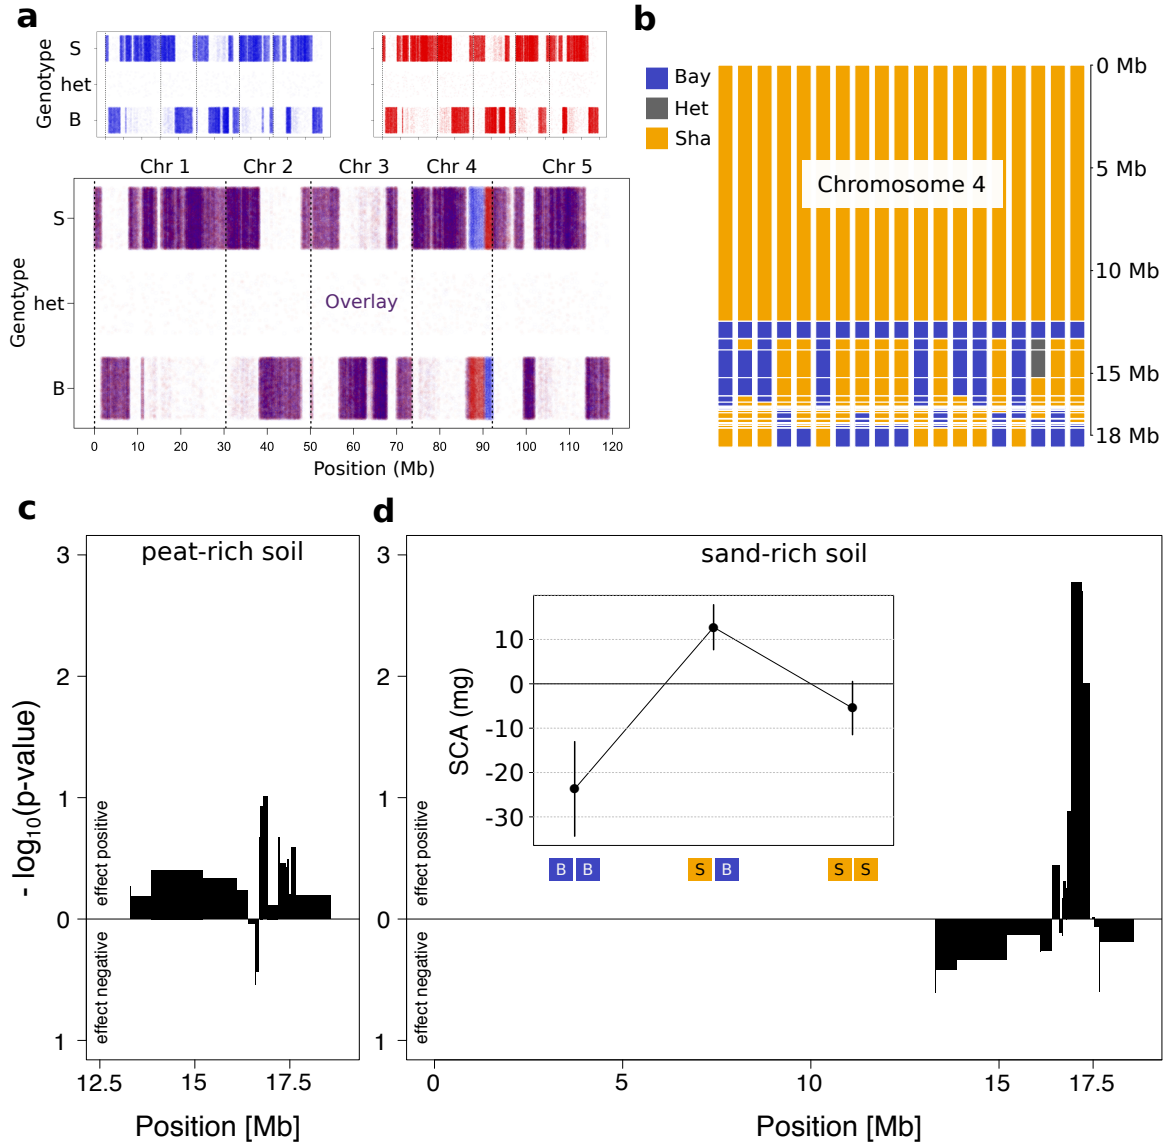 a
Genotype
S
het
B
Chr 1 Chr 2 Chr 3 Chr 4 Chr 5
Genotype
S
het
B
Overlay
0 10 20 30 40 50 60 70 80 90 100 110 120
Position (Mb)
b
Bay
Het
Sha
Chromosome 4
0 Mb
5 Mb
10 Mb
15 Mb
18 Mb
c
peat-rich soil
- log10(p-value)
3
2
1
0
1
effect positive
effect negative
12.5 15 17.5
Position [Mb]
d
sand-rich soil
3
2
1
0
1
effect positive
effect negative
SCA (mg)
10
0
-10
-20
-30
B B S B S S
0 5 10 15 17.5
Position [Mb]